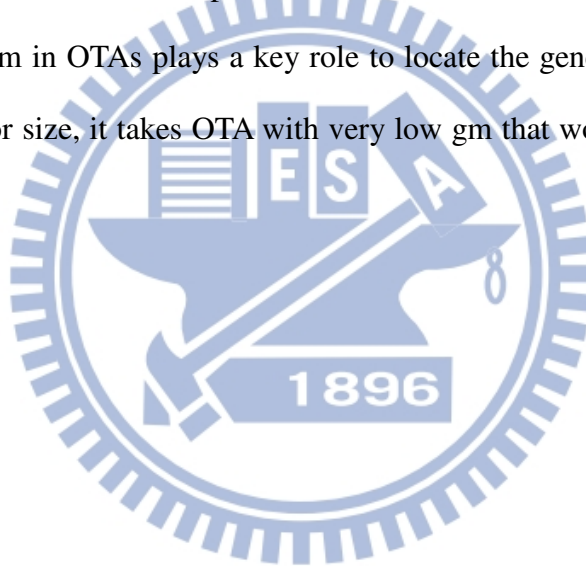 m in OTAs plays a key role to locate the gen
or size, it takes OTA with very low gm that w
E S A
1896